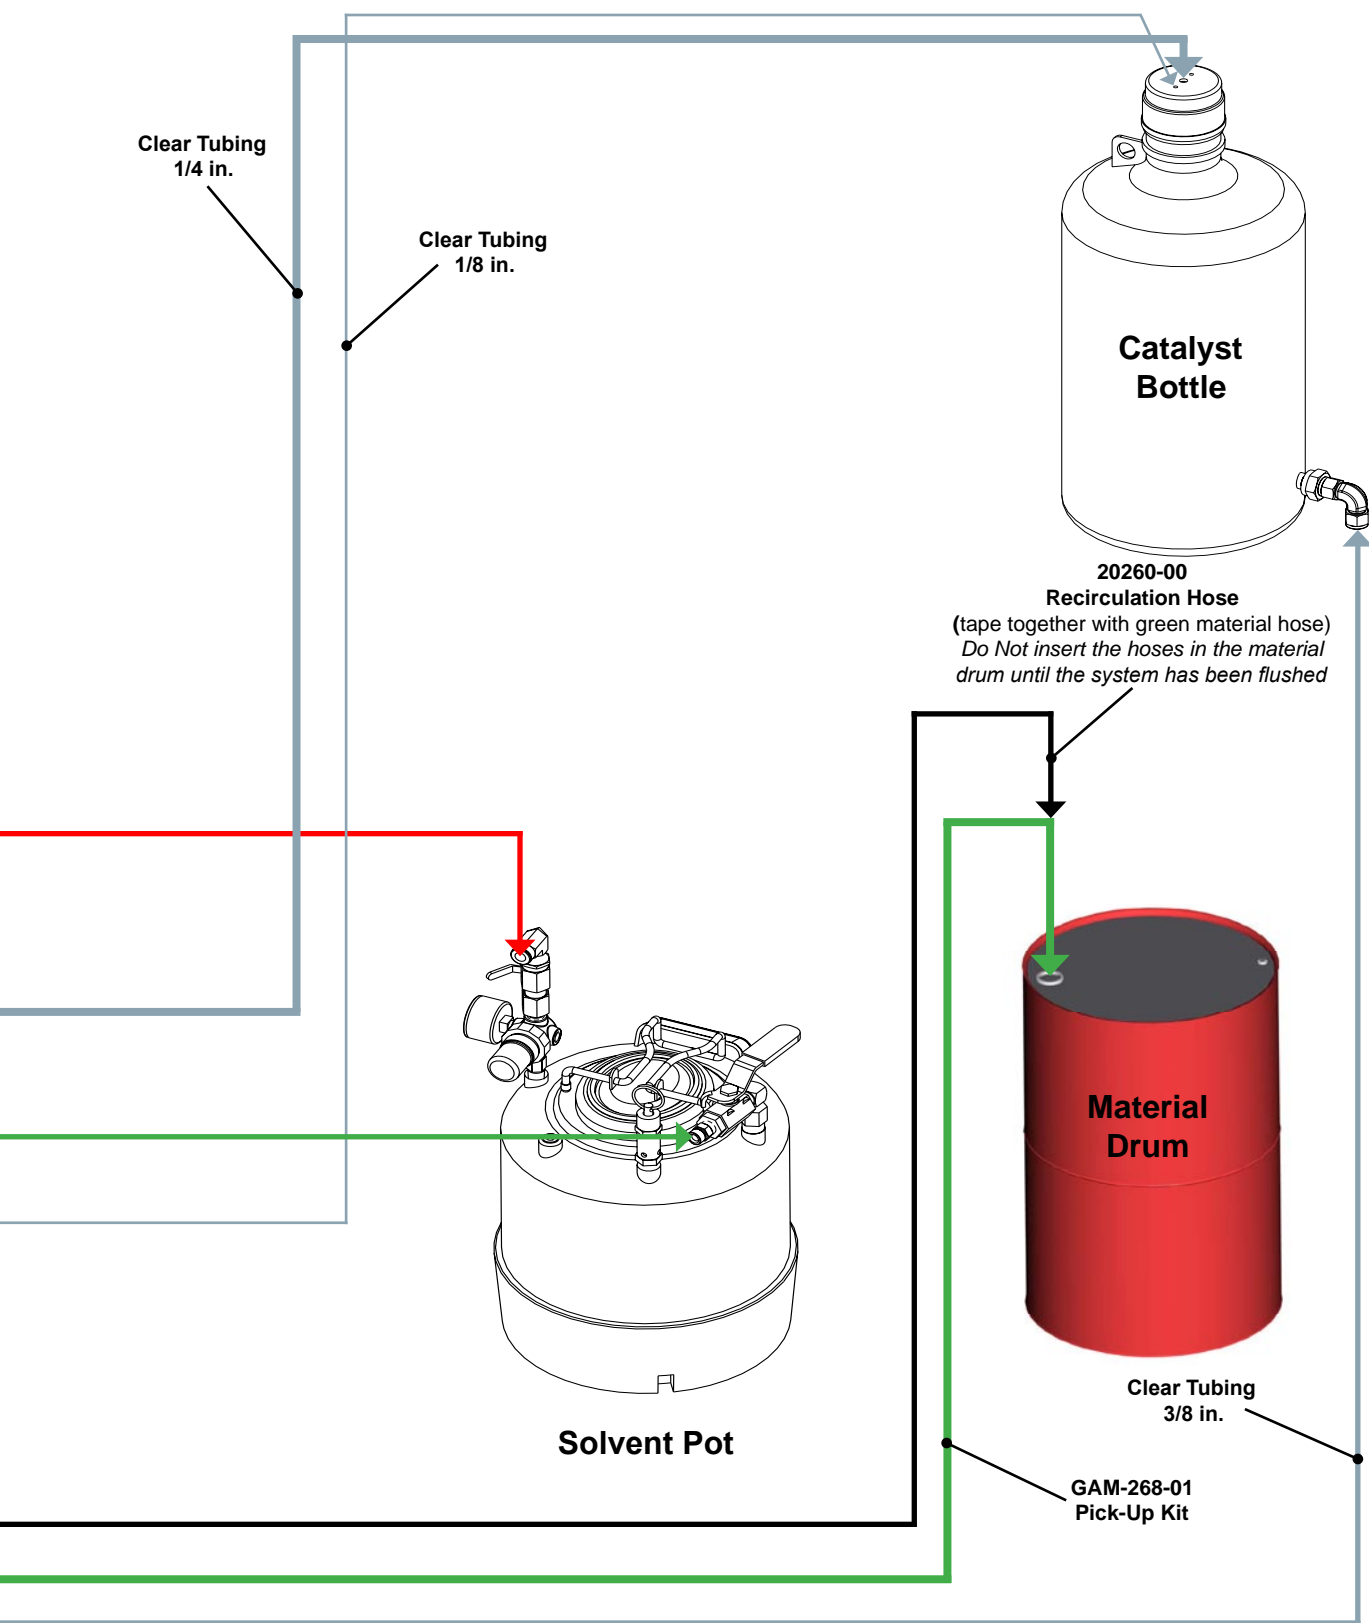 Clear Tubing
1/4 in.
Clear Tubing
1/8 in.
Catalyst
Bottle
20260-00
Recirculation Hose
(tape together with green material hose)
Do Not insert the hoses in the material
drum until the system has been flushed
Material
Drum
Clear Tubing
3/8 in.
Solvent Pot
GAM-268-01
Pick-Up Kit